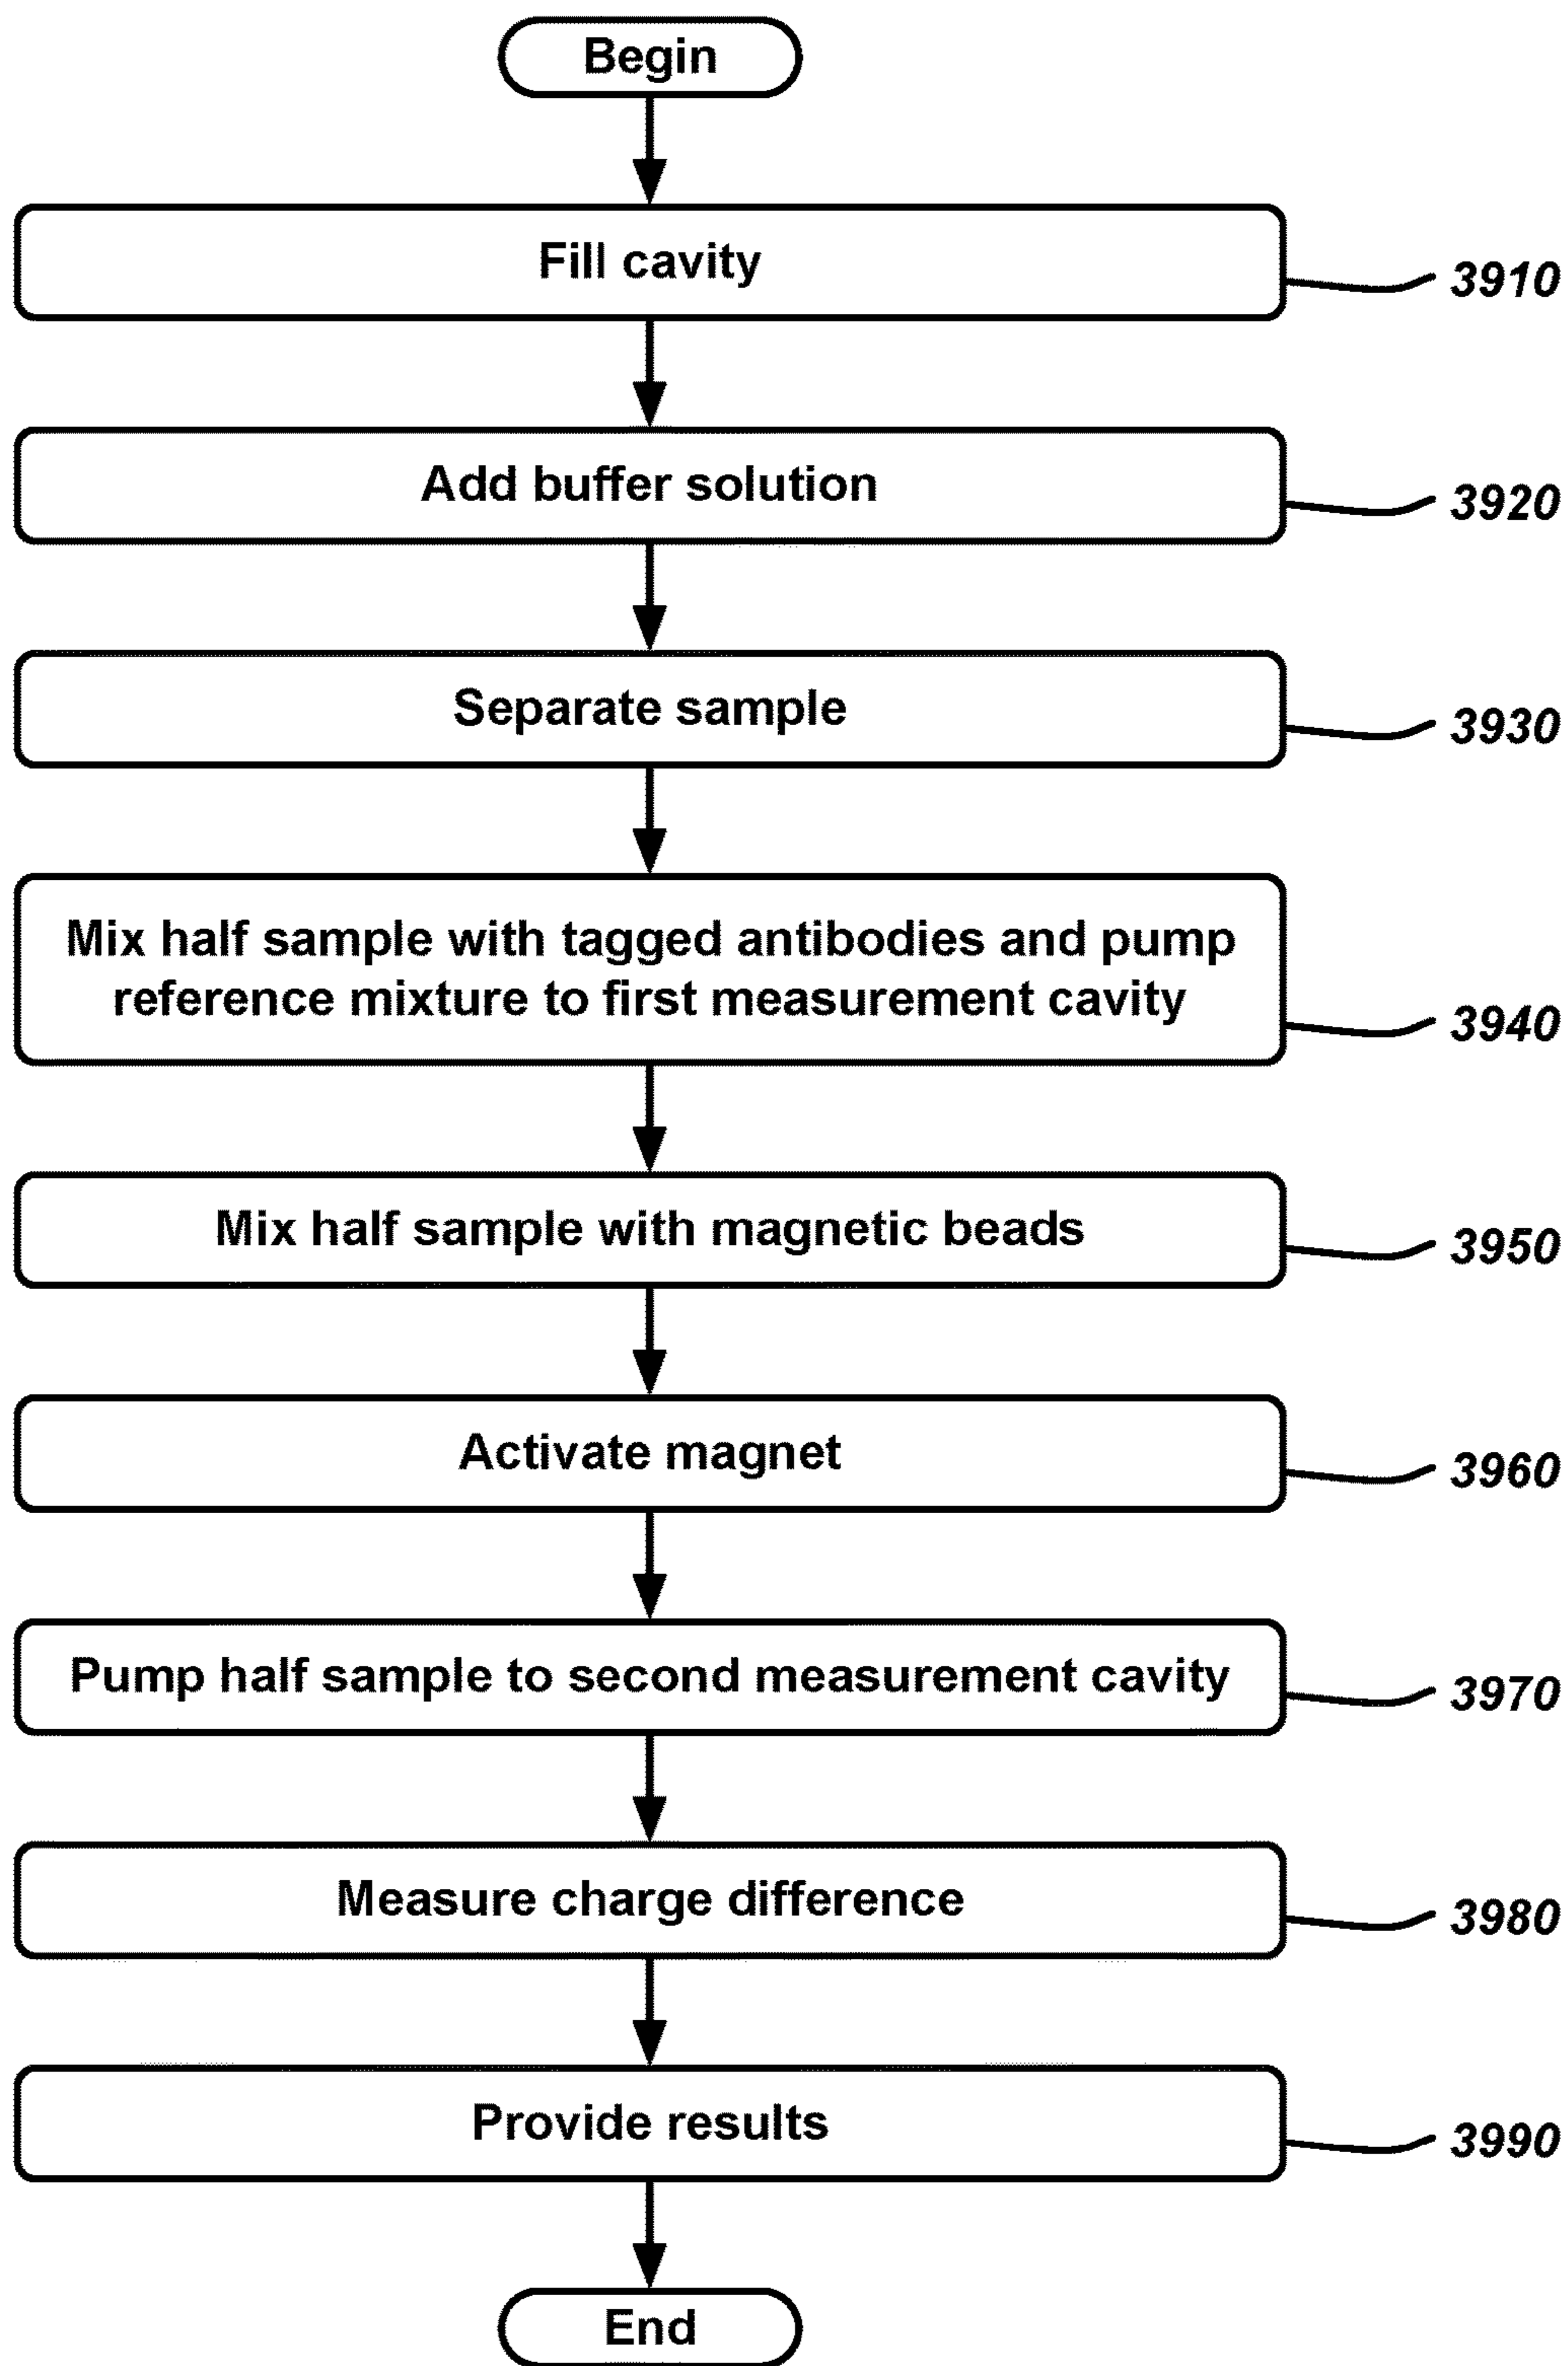 Begin
Fill cavity
3910
Add buffer solution
3920
Separate sample
3930
Mix half sample with tagged antibodies and pump
reference mixture to first measurement cavity
3940
Mix half sample with magnetic beads
3950
Activate magnet
3960
Pump half sample to second measurement cavity
3970
Measure charge difference
3980
Provide results
3990
End